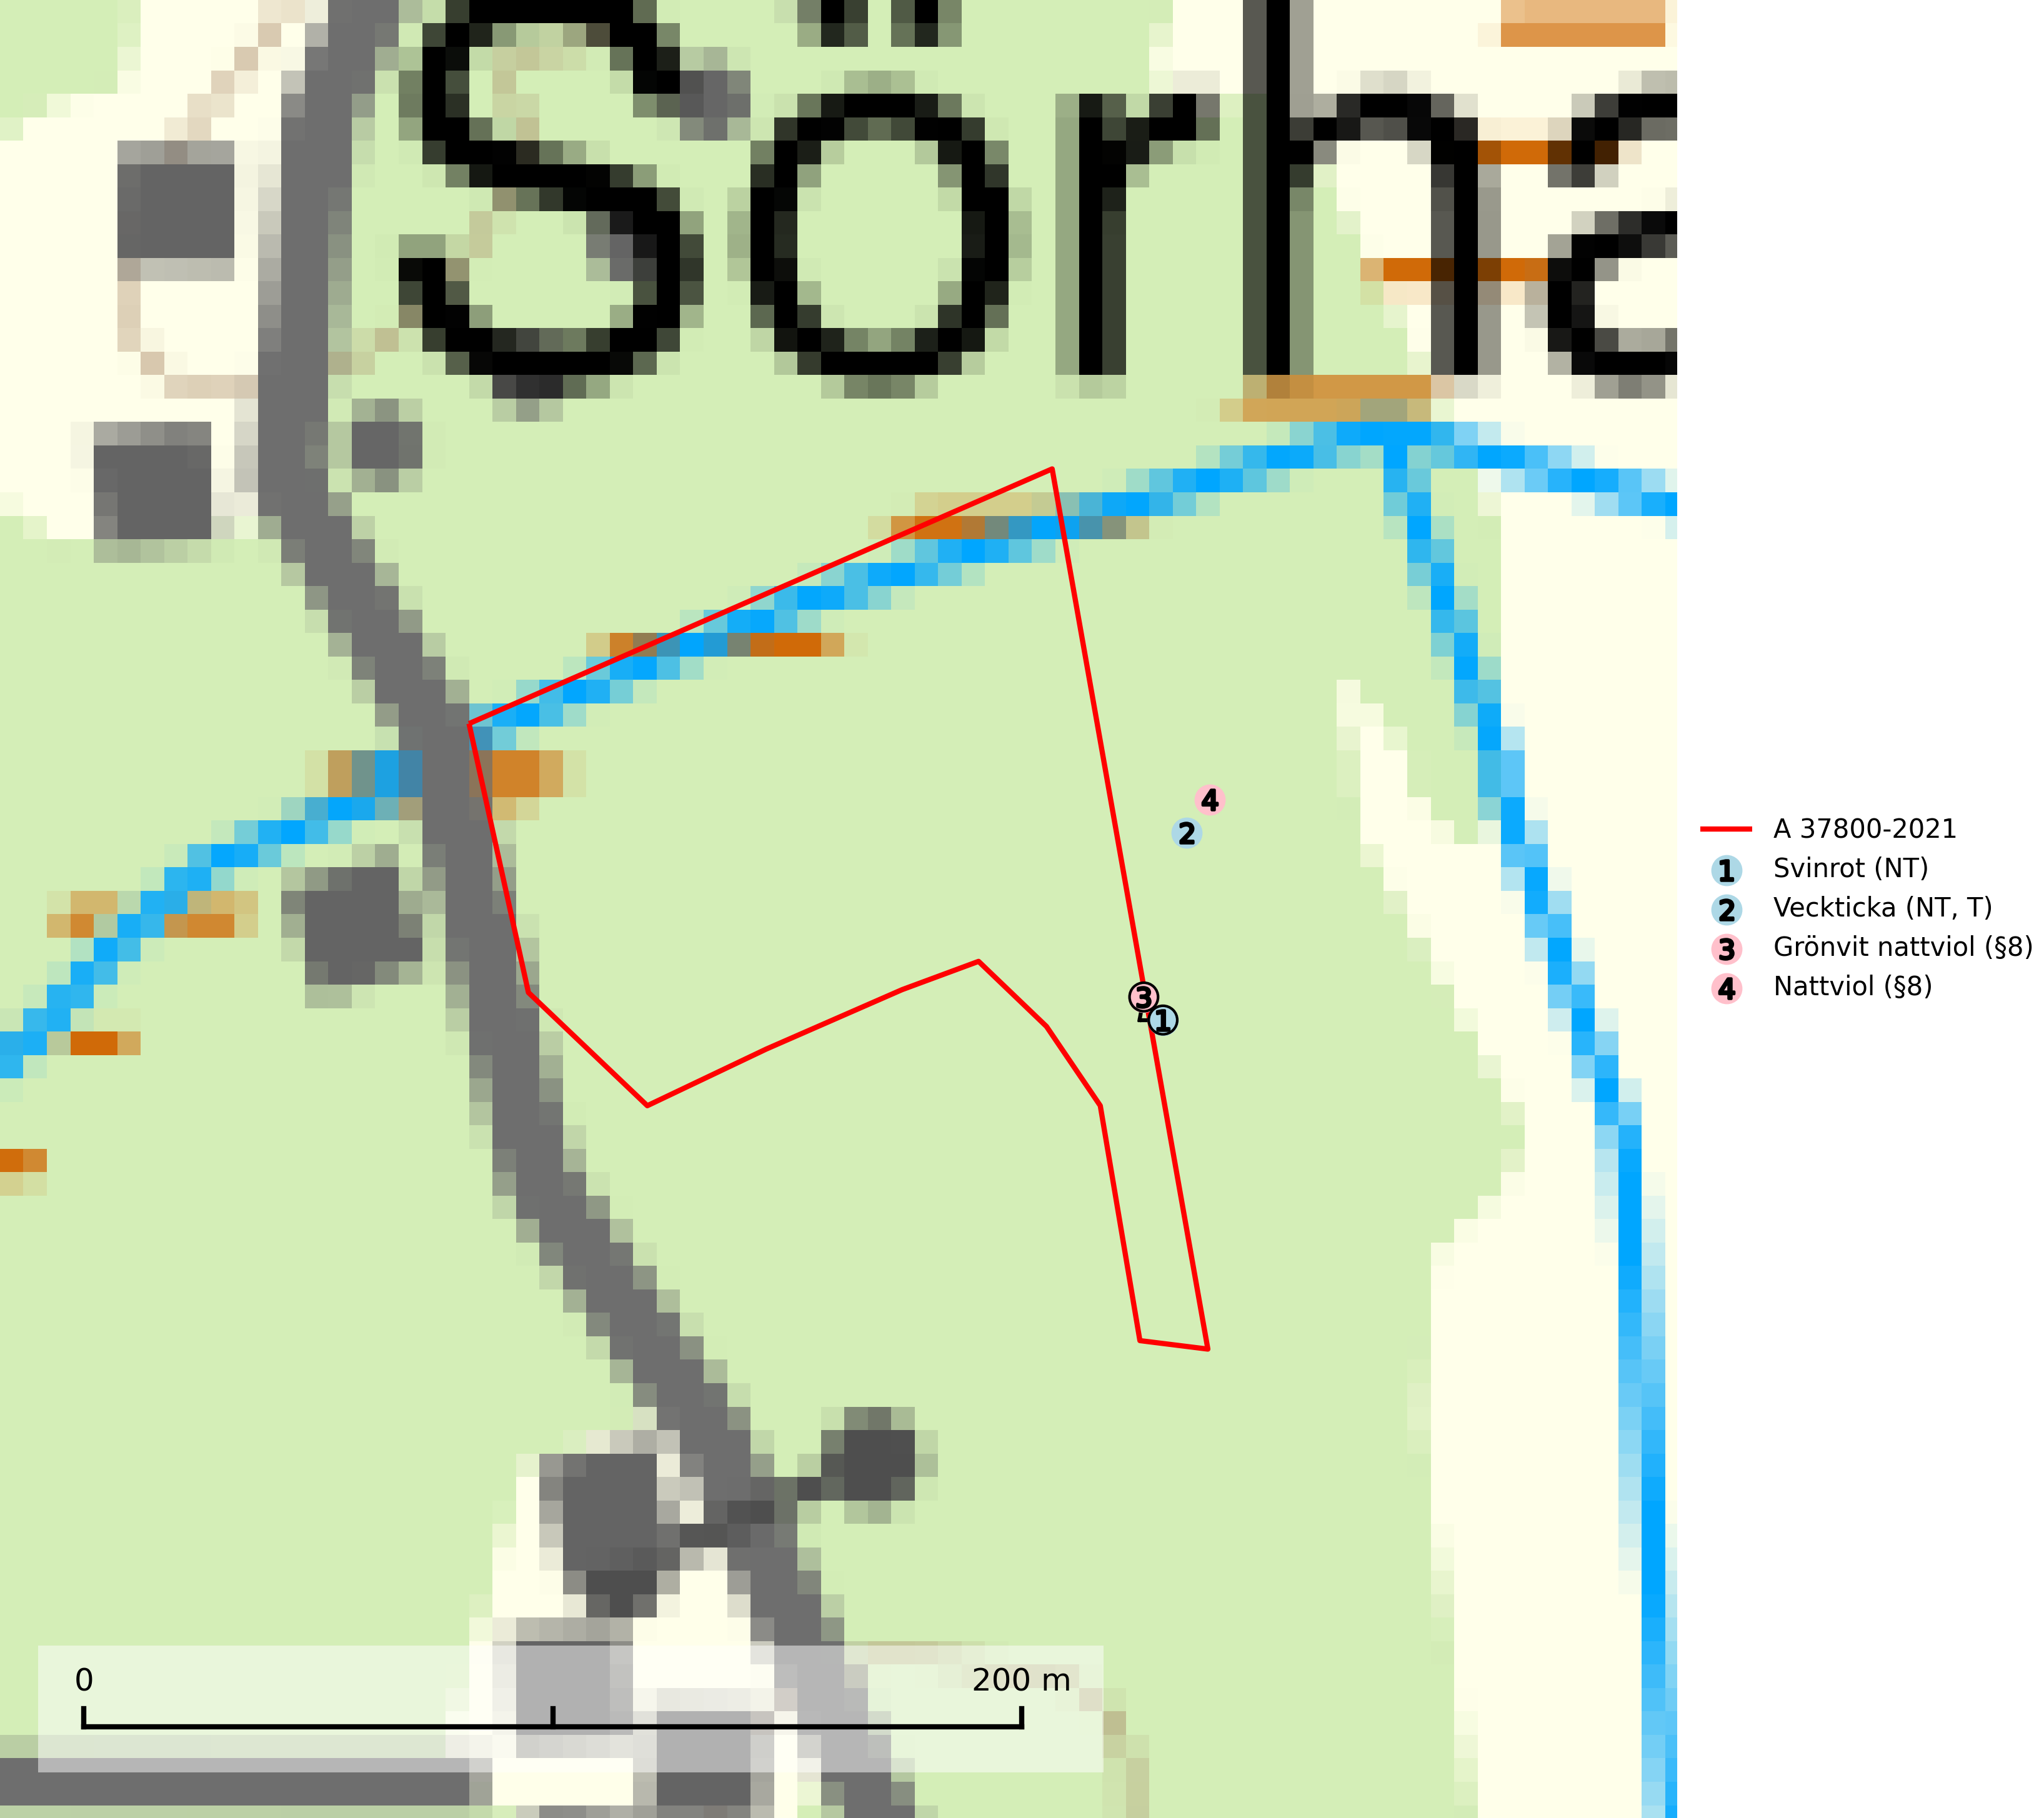 Sörha
4
2
3
4 1
0 200 m
A 37800-2021
1 Svinrot (NT)
2 Veckticka (NT, T)
3 Grönvit nattviol (§8)
4 Nattviol (§8)